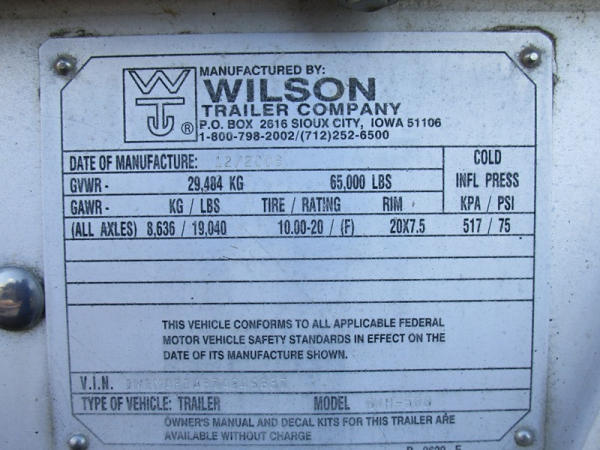 MANUFACTURED BY:
WILSON
TRAILER COMPANY
P.O. BOX 2616 SIOUX CITY, IOWA 51106
1-800-798-2002/(712)252-6500
WT ®
DATE OF MANUFACTURE:
COLD
GVWR - 29,484 KG 65,000 LBS INFL PRESS
GAWR - KG / LBS TIRE / RATING RIM KPA / PSI
(ALL AXLES) 8,636 / 19,040 10.00-20 / (F) 20X7.5 517 / 75
THIS VEHICLE CONFORMS TO ALL APPLICABLE FEDERAL
MOTOR VEHICLE SAFETY STANDARDS IN EFFECT ON THE
DATE OF ITS MANUFACTURE SHOWN.
V.I.N.
TYPE OF VEHICLE: TRAILER MODEL
OWNER'S MANUAL AND DECAL KITS FOR THIS TRAILER ARE
AVAILABLE WITHOUT CHARGE